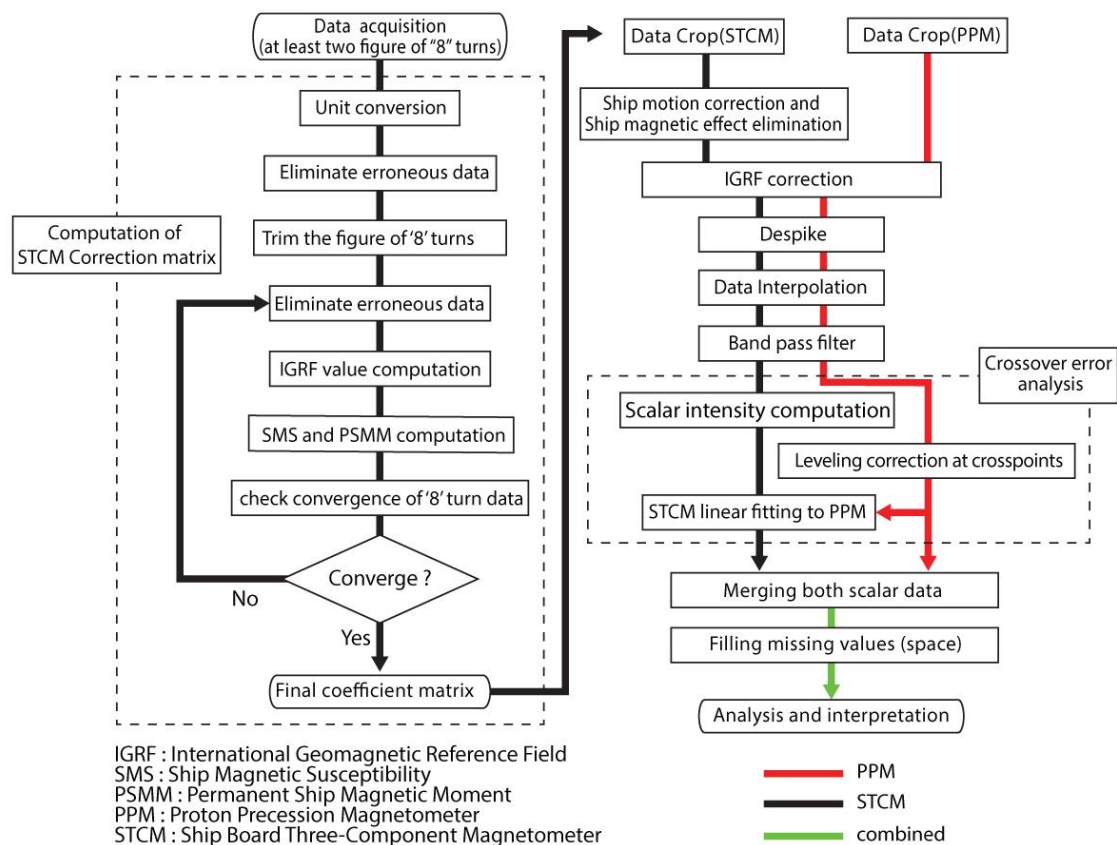 Data acquisition
(at least two figure of “8” turns)
Unit conversion
Eliminate erroneous data
Trim the figure of ‘8’ turns
Computation of
STCM Correction matrix
Eliminate erroneous data
IGRF value computation
SMS and PSMM computation
check convergence of ‘8’ turn data
Converge ?
No
Yes
Final coefficient matrix
IGRF : International Geomagnetic Reference Field
SMS : Ship Magnetic Susceptibility
PSMM : Permanent Ship Magnetic Moment
PPM : Proton Precession Magnetometer
STCM : Ship Board Three-Component Magnetometer
Data Crop(STCM)
Data Crop(PPM)
Ship motion correction and
Ship magnetic effect elimination
IGRF correction
Despike
Data Interpolation
Band pass filter
Crossover error
analysis
Scalar intensity computation
Leveling correction at crosspoints
STCM linear fitting to PPM
Merging both scalar data
Filling missing values (space)
Analysis and interpretation
PPM
STCM
combined